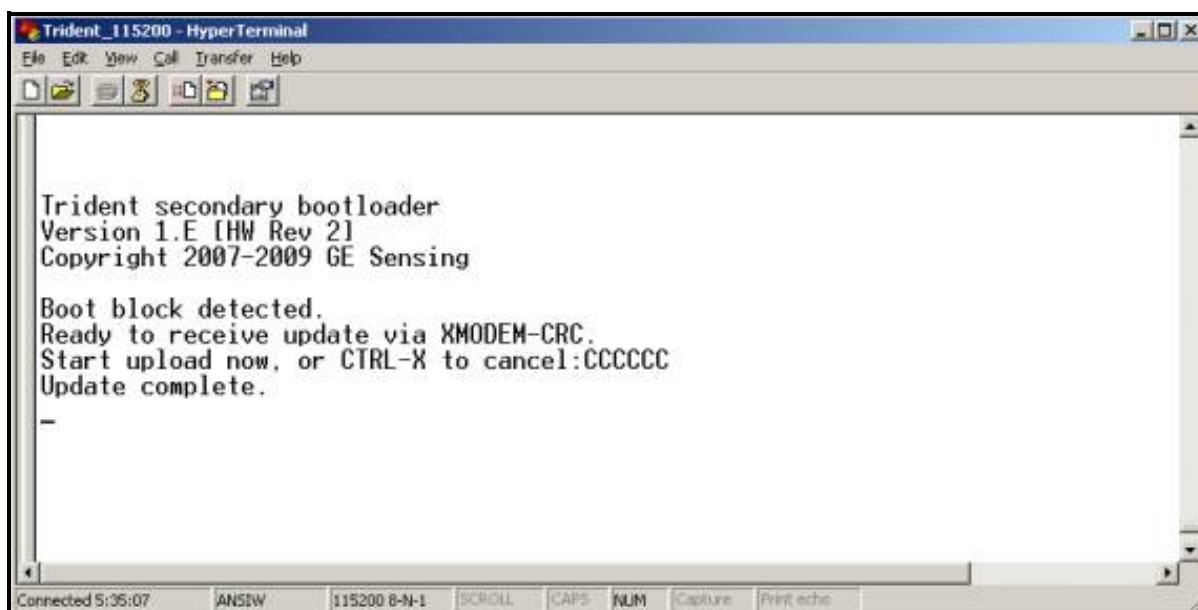 Trident_115200 - HyperTerminal
File Edit View Call Transfer Help
Trident secondary bootloader
Version 1.E [HW Rev 2]
Copyright 2007-2009 GE Sensing
Boot block detected.
Ready to receive update via XMODEM-CRC.
Start upload now, or CTRL-X to cancel:CCCCCC
Update complete.
Connected 5:35:07 ANSIW 115200 8-N-1 SCROLL CAPS NUM Capture Print echo